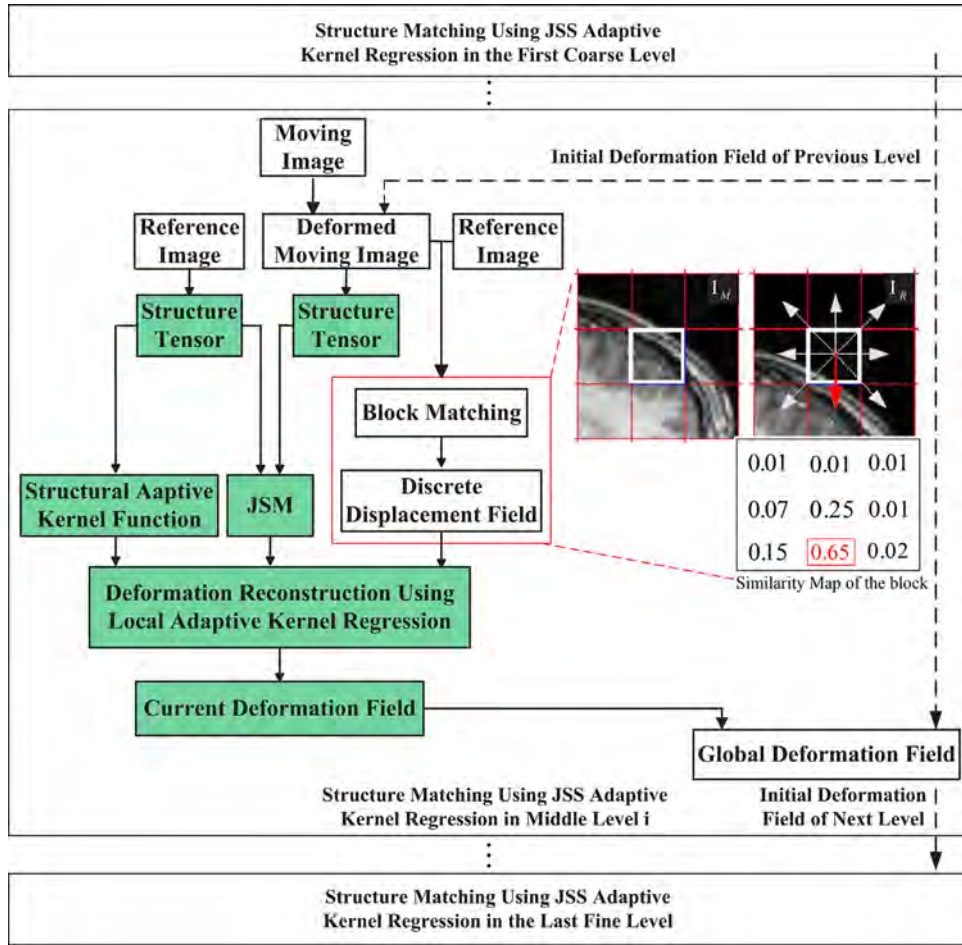 Structure Matching Using JSS Adaptive
Kernel Regression in the First Coarse Level
Moving
Image
Initial Deformation Field of Previous Level
Reference
Image
Deformed
Moving Image
Reference
Image
Structure
Tensor
Structure
Tensor
I_M
I_R
Block Matching
Discrete
Displacement Field
Structural Aaptive
Kernel Function
JSM
0.01 0.01 0.01
0.07 0.25 0.01
0.15 0.65 0.02
Similarity Map of the block
Deformation Reconstruction Using
Local Adaptive Kernel Regression
Current Deformation Field
Global Deformation Field
Structure Matching Using JSS Adaptive
Kernel Regression in Middle Level i
Initial Deformation
Field of Next Level
Structure Matching Using JSS Adaptive
Kernel Regression in the Last Fine Level